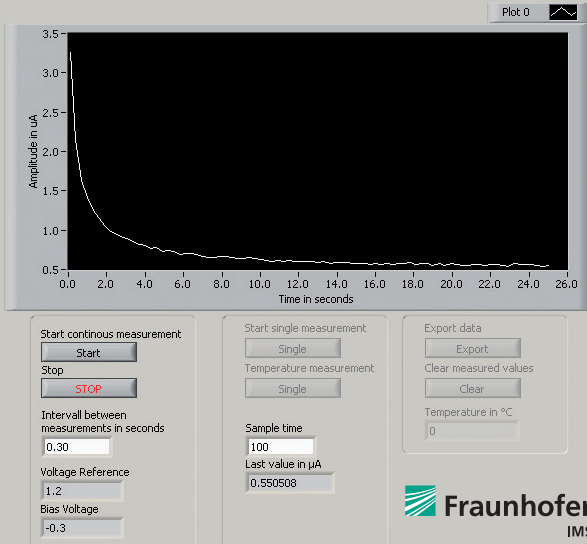 Plot 0
3.5
3.0
2.5
2.0
1.5
1.0
0.5
Amplitude in uA
0.0 2.0 4.0 6.0 8.0 10.0 12.0 14.0 16.0 18.0 20.0 22.0 24.0 26.0
Time in seconds
Start continous measurement
Start
Stop
STOP
Intervall between
measurements in seconds
0.30
Voltage Reference
1.2
Bias Voltage
-0.3
Start single measurement
Single
Temperature measurement
Single
Sample time
100
Last value in µA
0.550508
Export data
Export
Clear measured values
Clear
Temperature in °C
0
Fraunhofer
IMS